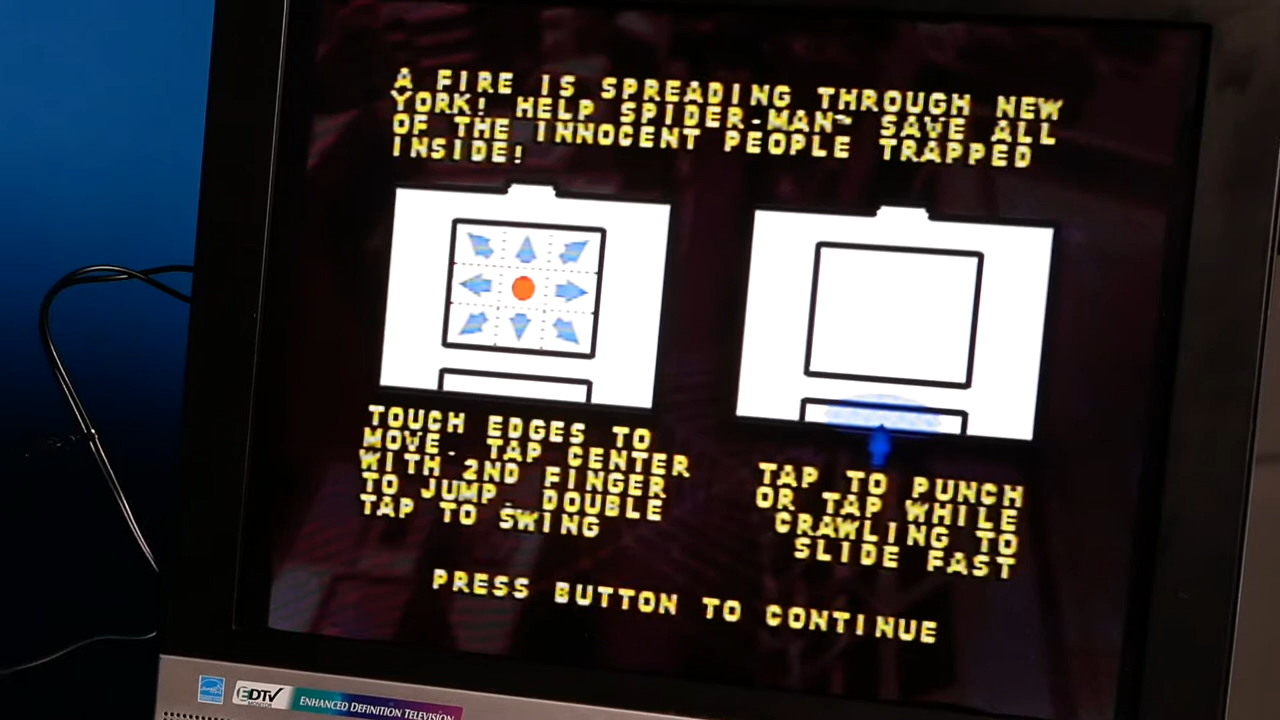 A FIRE IS SPREADING THROUGH NEW
YORK! HELP SPIDER-MAN™ SAVE ALL
OF THE INNOCENT PEOPLE TRAPPED
INSIDE!
TOUCH EDGES TO
MOVE. TAP CENTER
WITH 2ND FINGER
TO JUMP. DOUBLE
TAP TO SWING
TAP TO PUNCH
OR TAP WHILE
CRAWLING TO
SLIDE FAST
PRESS BUTTON TO CONTINUE
EDTV
ENHANCED DEFINITION TELEVISION